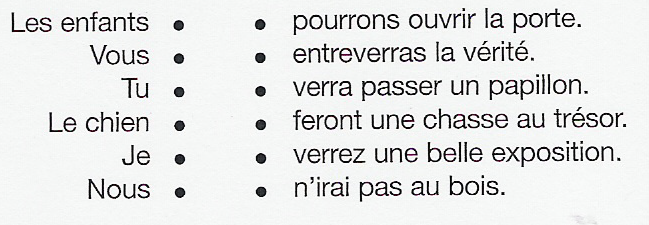 Les enfants • • pourrons ouvrir la porte.
Vous • • entreverras la vérité.
Tu • • verra passer un papillon.
Le chien • • feront une chasse au trésor.
Je • • verrez une belle exposition.
Nous • • n'irai pas au bois.